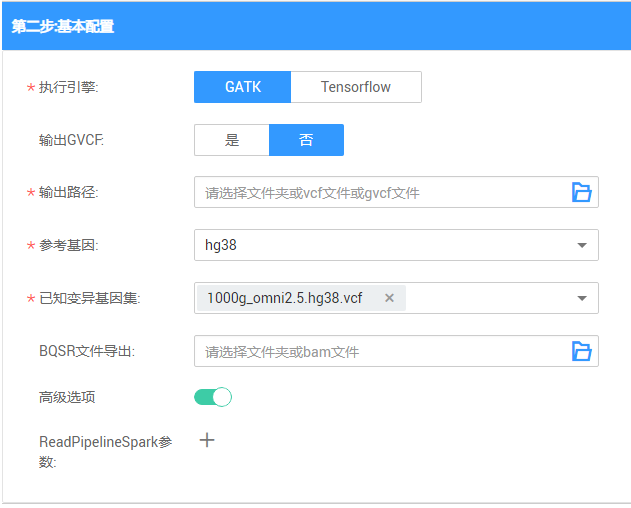 第二步:基本配置
* 执行引擎: GATK Tensorflow
输出GVCF: 是 否
* 输出路径: 请选择文件夹或vcf文件或gvcf文件
* 参考基因: hg38
* 已知变异基因集: 1000g_omni2.5.hg38.vcf ×
BQSR文件导出: 请选择文件夹或bam文件
高级选项
ReadPipelineSpark参
数: